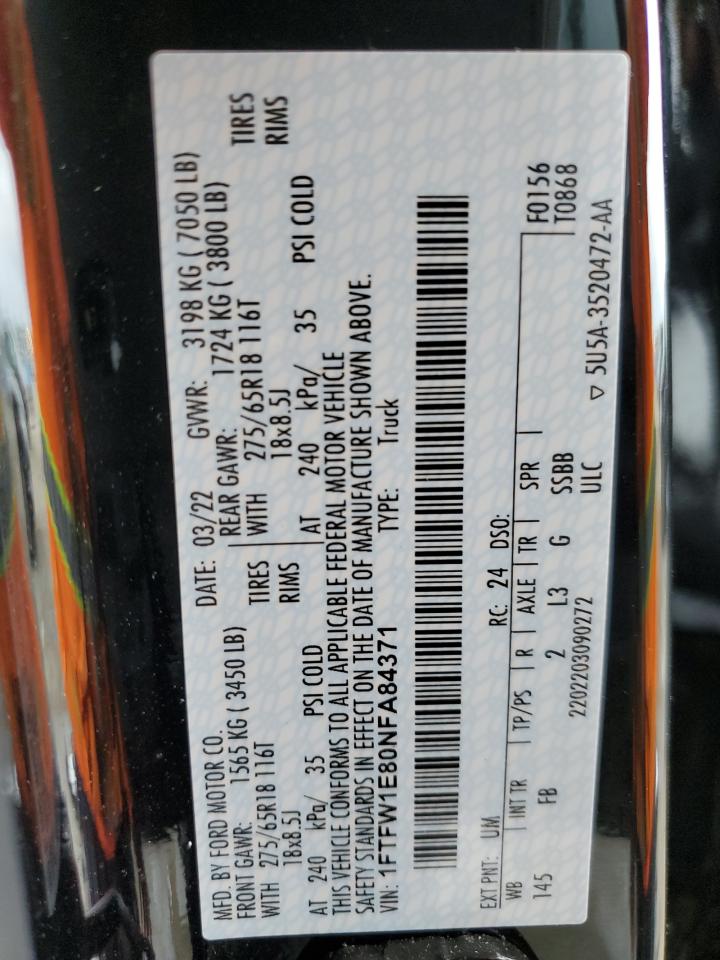 MFD. BY FORD MOTOR CO.
DATE: 03/22 GVWR: 3198 KG ( 7050 LB)
FRONT GAWR: 1565 KG ( 3450 LB) REAR GAWR: 1724 KG ( 3800 LB)
WITH 275/65R18 116T TIRES WITH 275/65R18 116T TIRES
18x8.5J RIMS 18x8.5J RIMS
AT 240 kPa/ 35 PSI COLD AT 240 kPa/ 35 PSI COLD
THIS VEHICLE CONFORMS TO ALL APPLICABLE FEDERAL MOTOR VEHICLE
SAFETY STANDARDS IN EFFECT ON THE DATE OF MANUFACTURE SHOWN ABOVE.
VIN: 1FTFW1E80NFA84371 TYPE: Truck
EXT PNT: UM RC: 24 DSO: F0156
WB INT TR TP/PS R AXLE TR SPR T0868
145 FB 2 L3 G SSBB
2202203090272 ULC ▽ 5U5A-3520472-AA